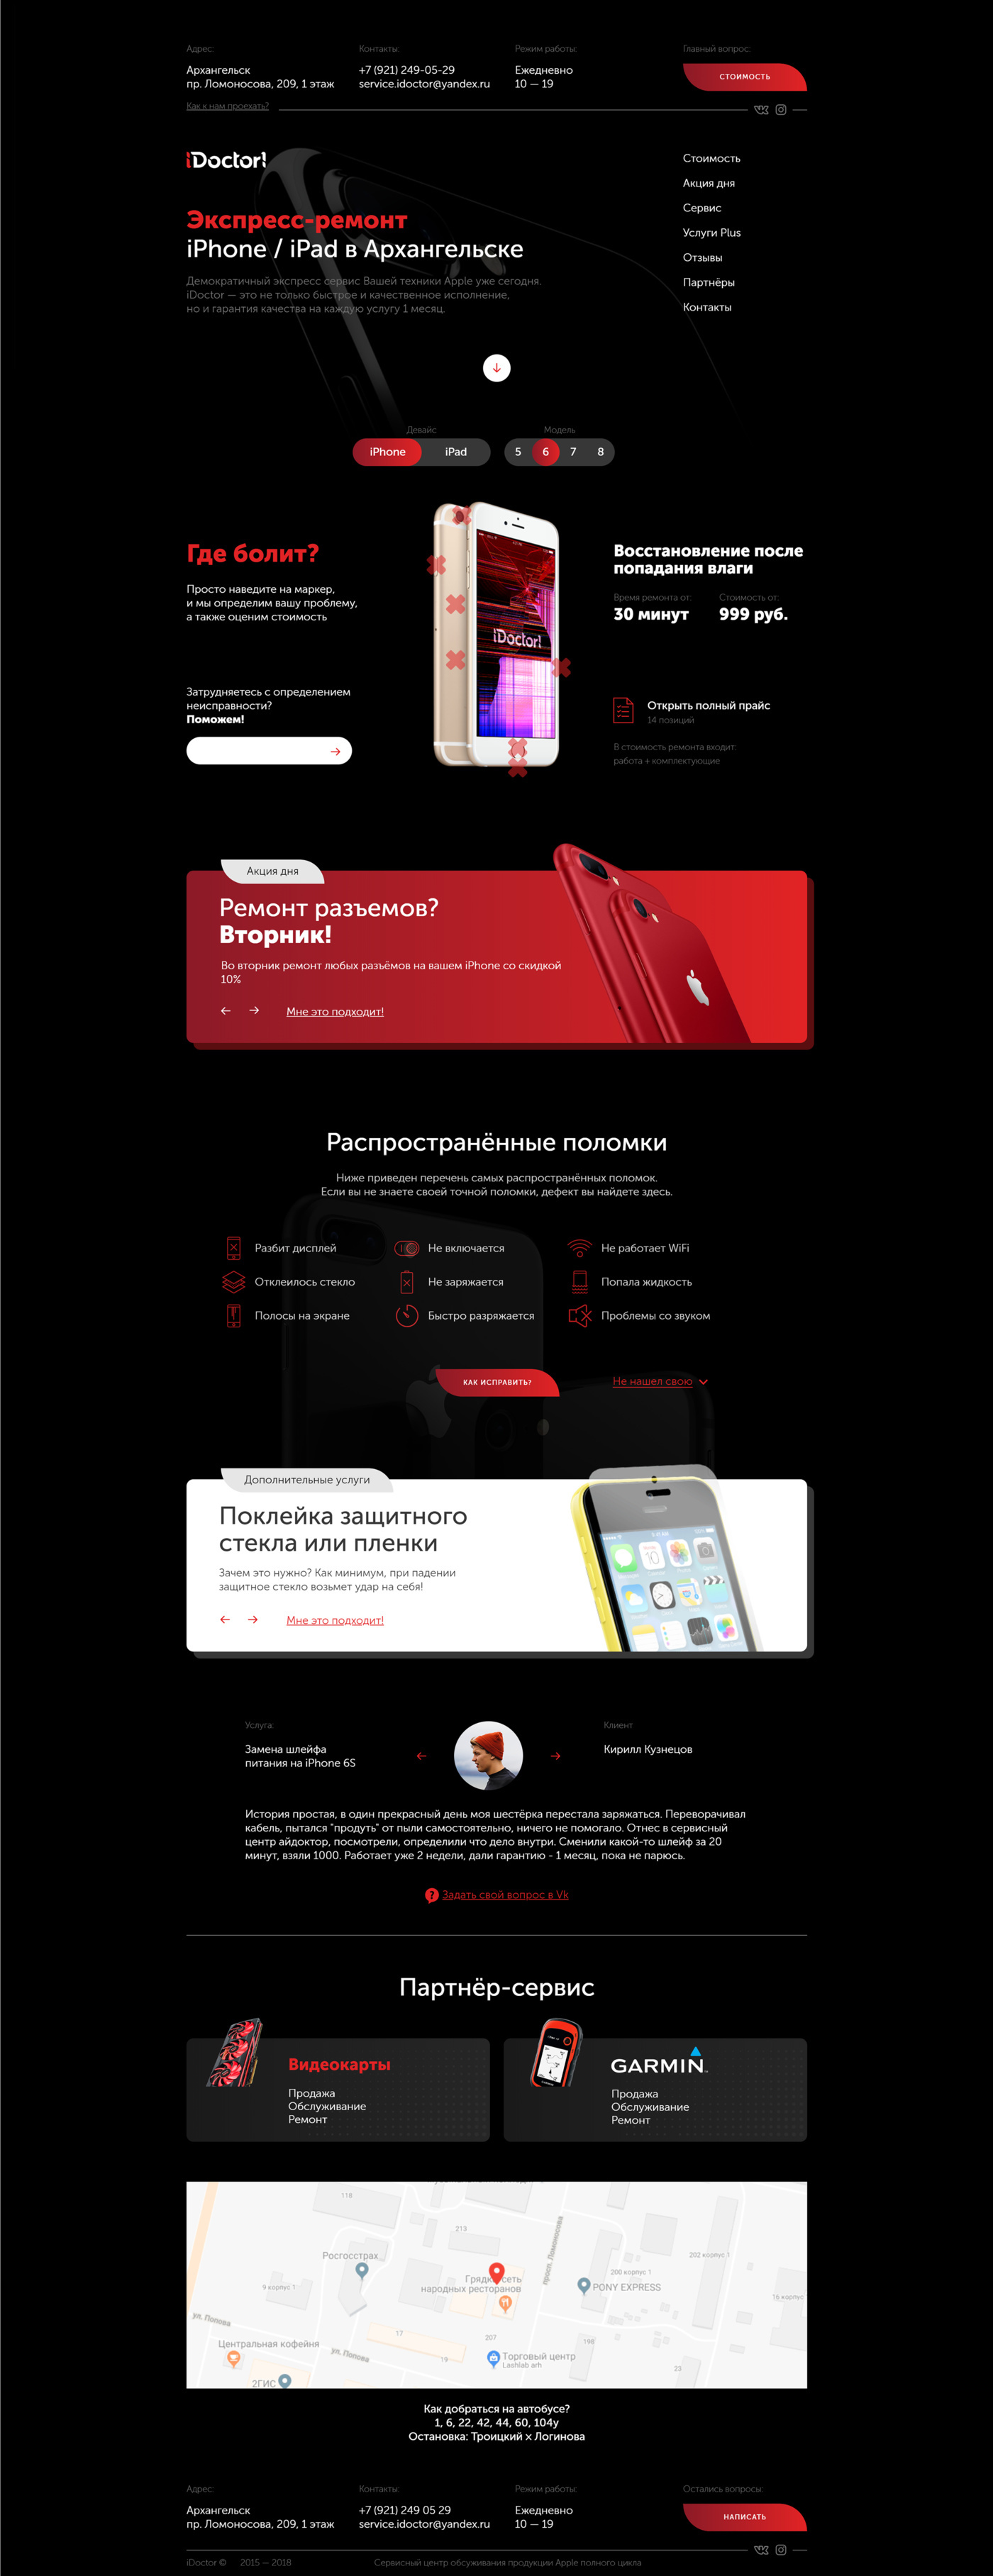 Адрес:
Архангельск
пр. Ломоносова, 209, 1 этаж
Как к нам проехать?
Контакты:
+7 (921) 249-05-29
service.idoctor@yandex.ru
Режим работы:
Ежедневно
10 — 19
Главный вопрос:
СТОИМОСТЬ
iDoctor!
Экспресс-ремонт
iPhone / iPad в Архангельске
Демократичный экспресс сервис Вашей техники Apple уже сегодня.
iDoctor — это не только быстрое и качественное исполнение,
но и гарантия качества на каждую услугу 1 месяц.
Стоимость
Акция дня
Сервис
Услуги Plus
Отзывы
Партнёры
Контакты
Девайс
iPhone iPad
Модель
5 6 7 8
Где болит?
Просто наведите на маркер,
и мы определим вашу проблему,
а также оценим стоимость
Затрудняетесь с определением
неисправности?
Поможем!
iDoctor!
Восстановление после
попадания влаги
Время ремонта от:
30 минут
Стоимость от:
999 руб.
Открыть полный прайс
14 позиций
В стоимость ремонта входит:
работа + комплектующие
Акция дня
Ремонт разъемов?
Вторник!
Во вторник ремонт любых разъёмов на вашем iPhone со скидкой
10%
Мне это подходит!
Распространённые поломки
Ниже приведен перечень самых распространённых поломок.
Если вы не знаете своей точной поломки, дефект вы найдете здесь.
Разбит дисплей
Не включается
Не работает WiFi
Отклеилось стекло
Не заряжается
Попала жидкость
Полосы на экране
Быстро разряжается
Проблемы со звуком
КАК ИСПРАВИТЬ?
Не нашел свою
Дополнительные услуги
Поклейка защитного
стекла или пленки
Зачем это нужно? Как минимум, при падении
защитное стекло возьмет удар на себя!
Мне это подходит!
9:41 AM
10
Услуга:
Замена шлейфа
питания на iPhone 6S
Клиент
Кирилл Кузнецов
История простая, в один прекрасный день моя шестёрка перестала заряжаться. Переворачивал
кабель, пытался "продуть" от пыли самостоятельно, ничего не помогало. Отнес в сервисный
центр айдоктор, посмотрели, определили что дело внутри. Сменили какой-то шлейф за 20
минут, взяли 1000. Работает уже 2 недели, дали гарантию - 1 месяц, пока не парюсь.
? Задать свой вопрос в Vk
Партнёр-сервис
Видеокарты
Продажа
Обслуживание
Ремонт
GARMIN
Продажа
Обслуживание
Ремонт
118
213
просп. Ломоносова
202 корпус 1
Росгосстрах
9 корпус 1
Грядка, сеть
народных ресторанов
200 корпус 1
PONY EXPRESS
16 корпус
ул. Попова
17
207
198
Центральная кофейня
ул. Попова
19
Торговый центр
Lashlab arh
23
2ГИС
Как добраться на автобусе?
1, 6, 22, 42, 44, 60, 104у
Остановка: Троицкий x Логинова
Адрес:
Архангельск
пр. Ломоносова, 209, 1 этаж
Контакты:
+7 (921) 249 05 29
service.idoctor@yandex.ru
Режим работы:
Ежедневно
10 — 19
Остались вопросы:
НАПИСАТЬ
iDoctor © 2015 — 2018
Сервисный центр обсуживания продукции Apple полного цикла